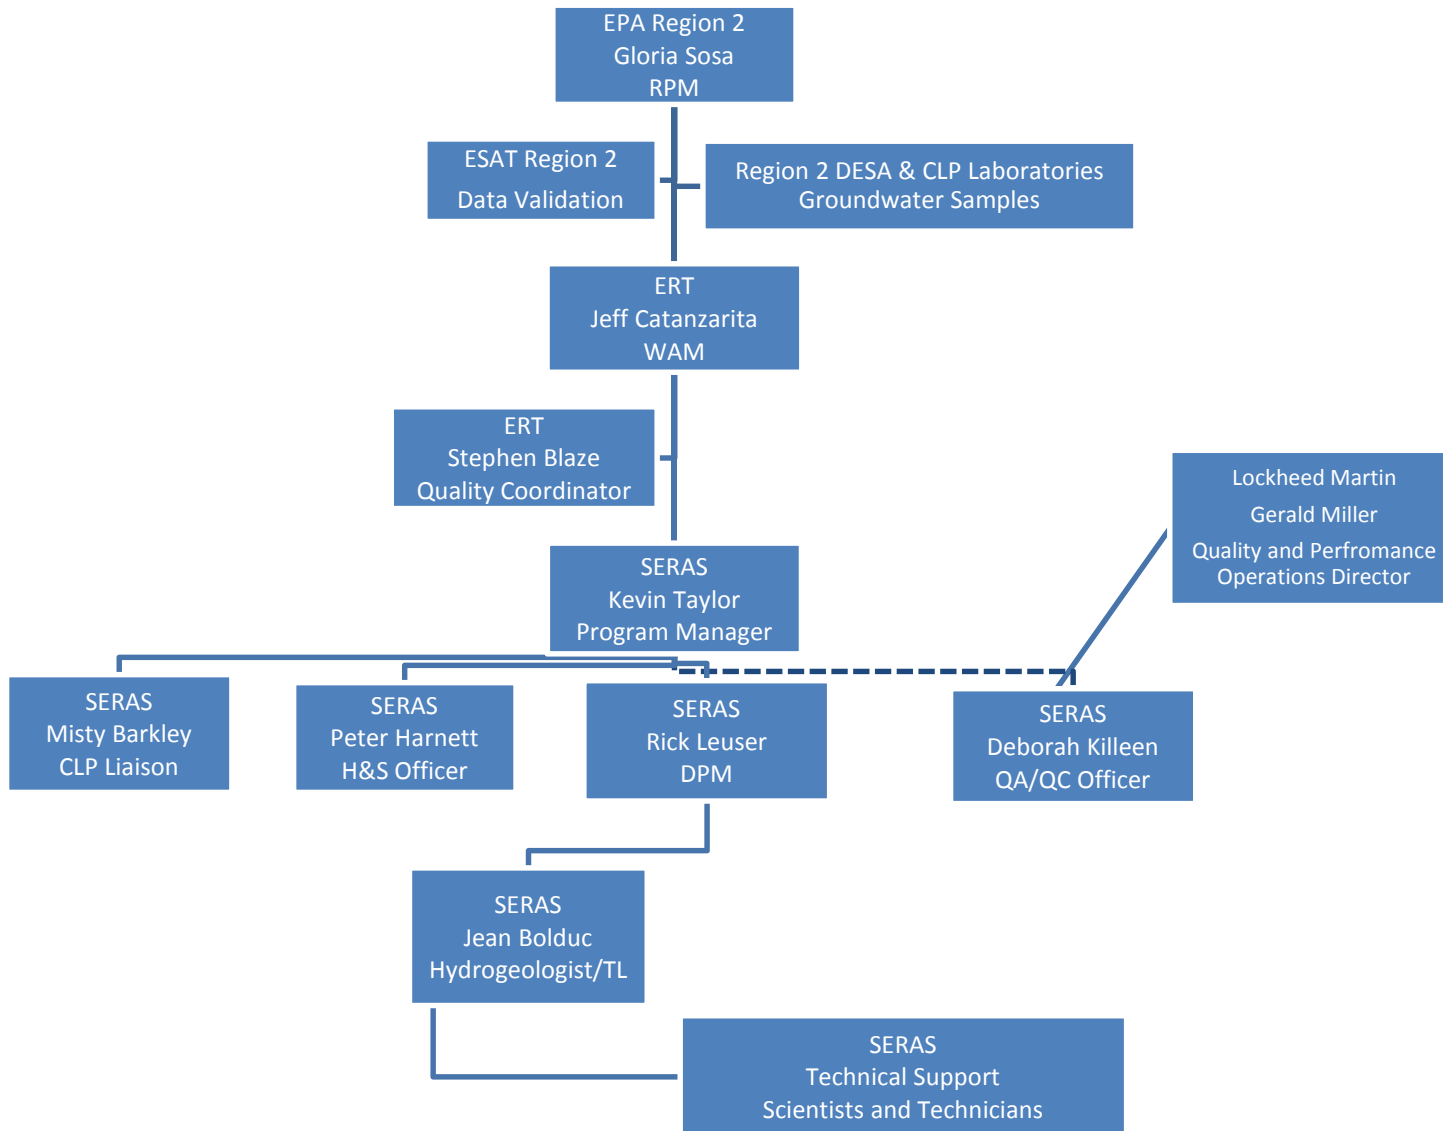 EPA Region 2
Gloria Sosa
RPM
ESAT Region 2
Data Validation
Region 2 DESA & CLP Laboratories
Groundwater Samples
ERT
Jeff Catanzarita
WAM
ERT
Stephen Blaze
Quality Coordinator
Lockheed Martin
Gerald Miller
Quality and Perfromance
Operations Director
SERAS
Kevin Taylor
Program Manager
SERAS
Misty Barkley
CLP Liaison
SERAS
Peter Harnett
H&S Officer
SERAS
Rick Leuser
DPM
SERAS
Deborah Killeen
QA/QC Officer
SERAS
Jean Bolduc
Hydrogeologist/TL
SERAS
Technical Support
Scientists and Technicians